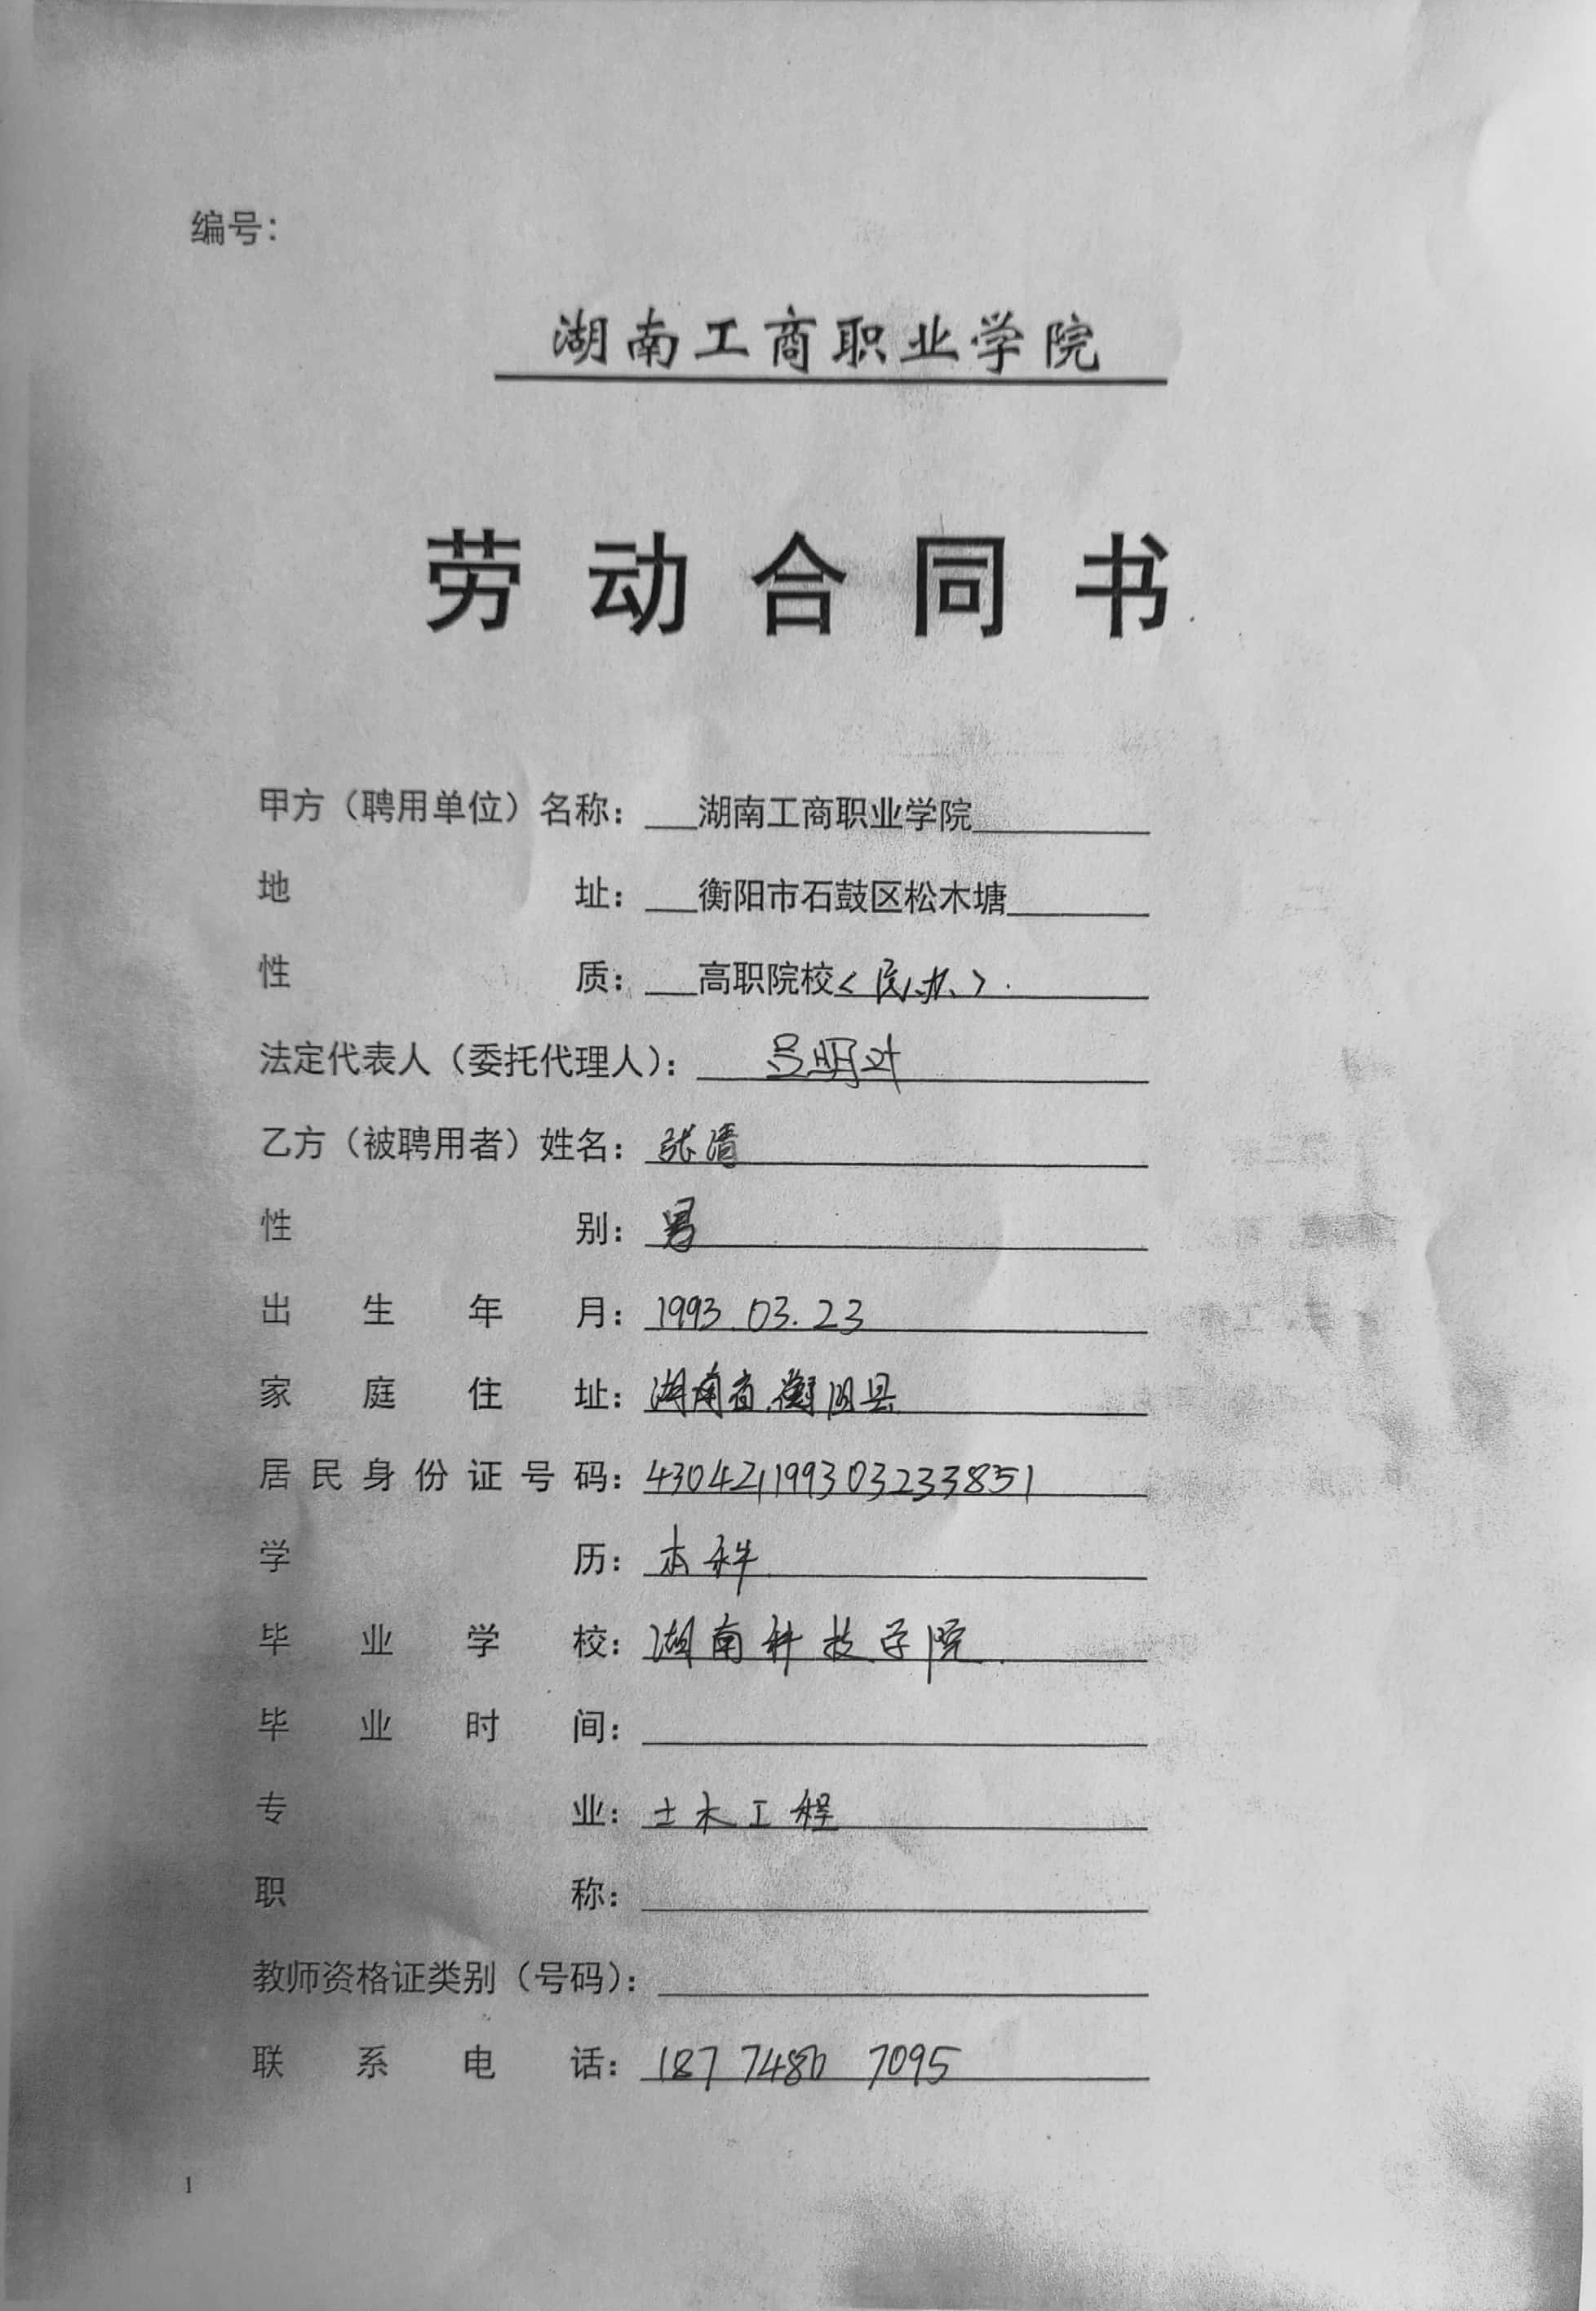 编号：
湖南工商职业学院
劳动合同书
甲方（聘用单位）名称：湖南工商职业学院
地址：衡阳市石鼓区松木塘
性质：高职院校＜民办＞.
法定代表人（委托代理人）：吕明
乙方（被聘用者）姓名：张清
性别：男
出生年月：1993.03.23
家庭住址：湖南省衡阳县
居民身份证号码：430421199303233851
学历：本科
毕业学校：湖南科技学院
毕业时间：
专业：土木工程
职称：
教师资格证类别（号码）：
联系电话：187 7480 7095
1